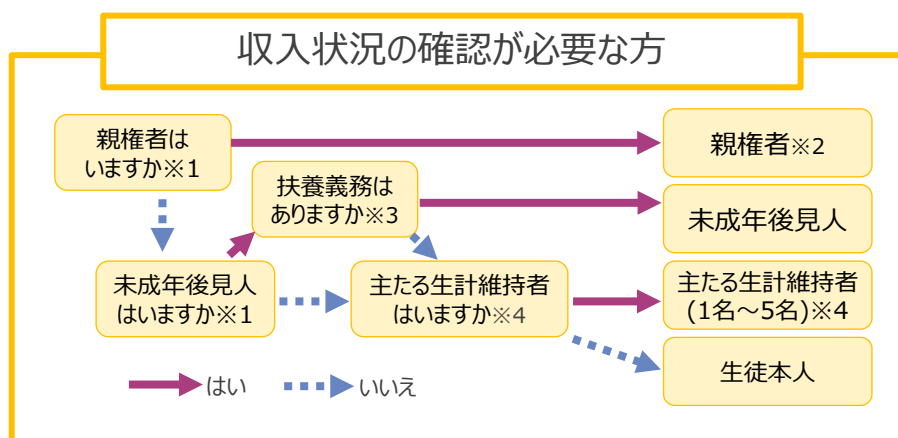 収入状況の確認が必要な方
親権者は
いますか※1
親権者※2
扶養義務は
ありますか※3
未成年後見人
未成年後見人
はいますか※1
主たる生計維持者
はいますか※4
主たる生計維持者
(1名～5名)※4
生徒本人
はい
いいえ